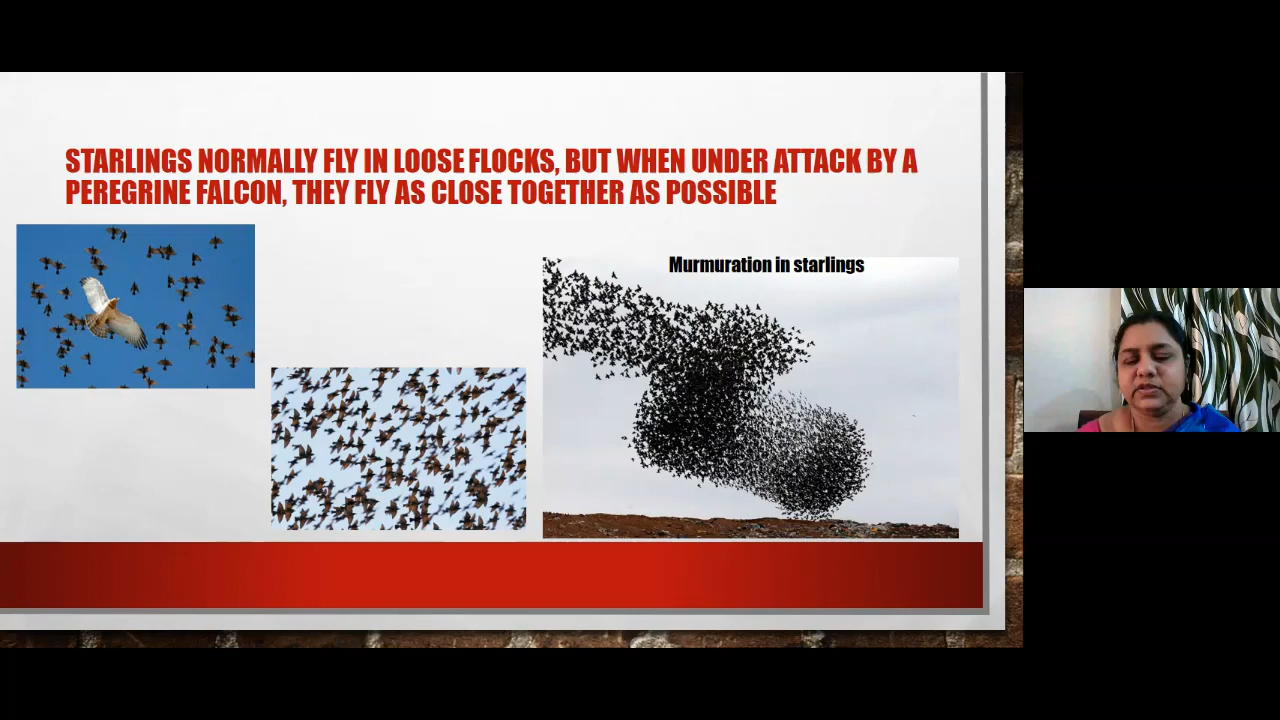 STARLINGS NORMALLY FLY IN LOOSE FLOCKS, BUT WHEN UNDER ATTACK BY A
PEREGRINE FALCON, THEY FLY AS CLOSE TOGETHER AS POSSIBLE
Murmuration in starlings